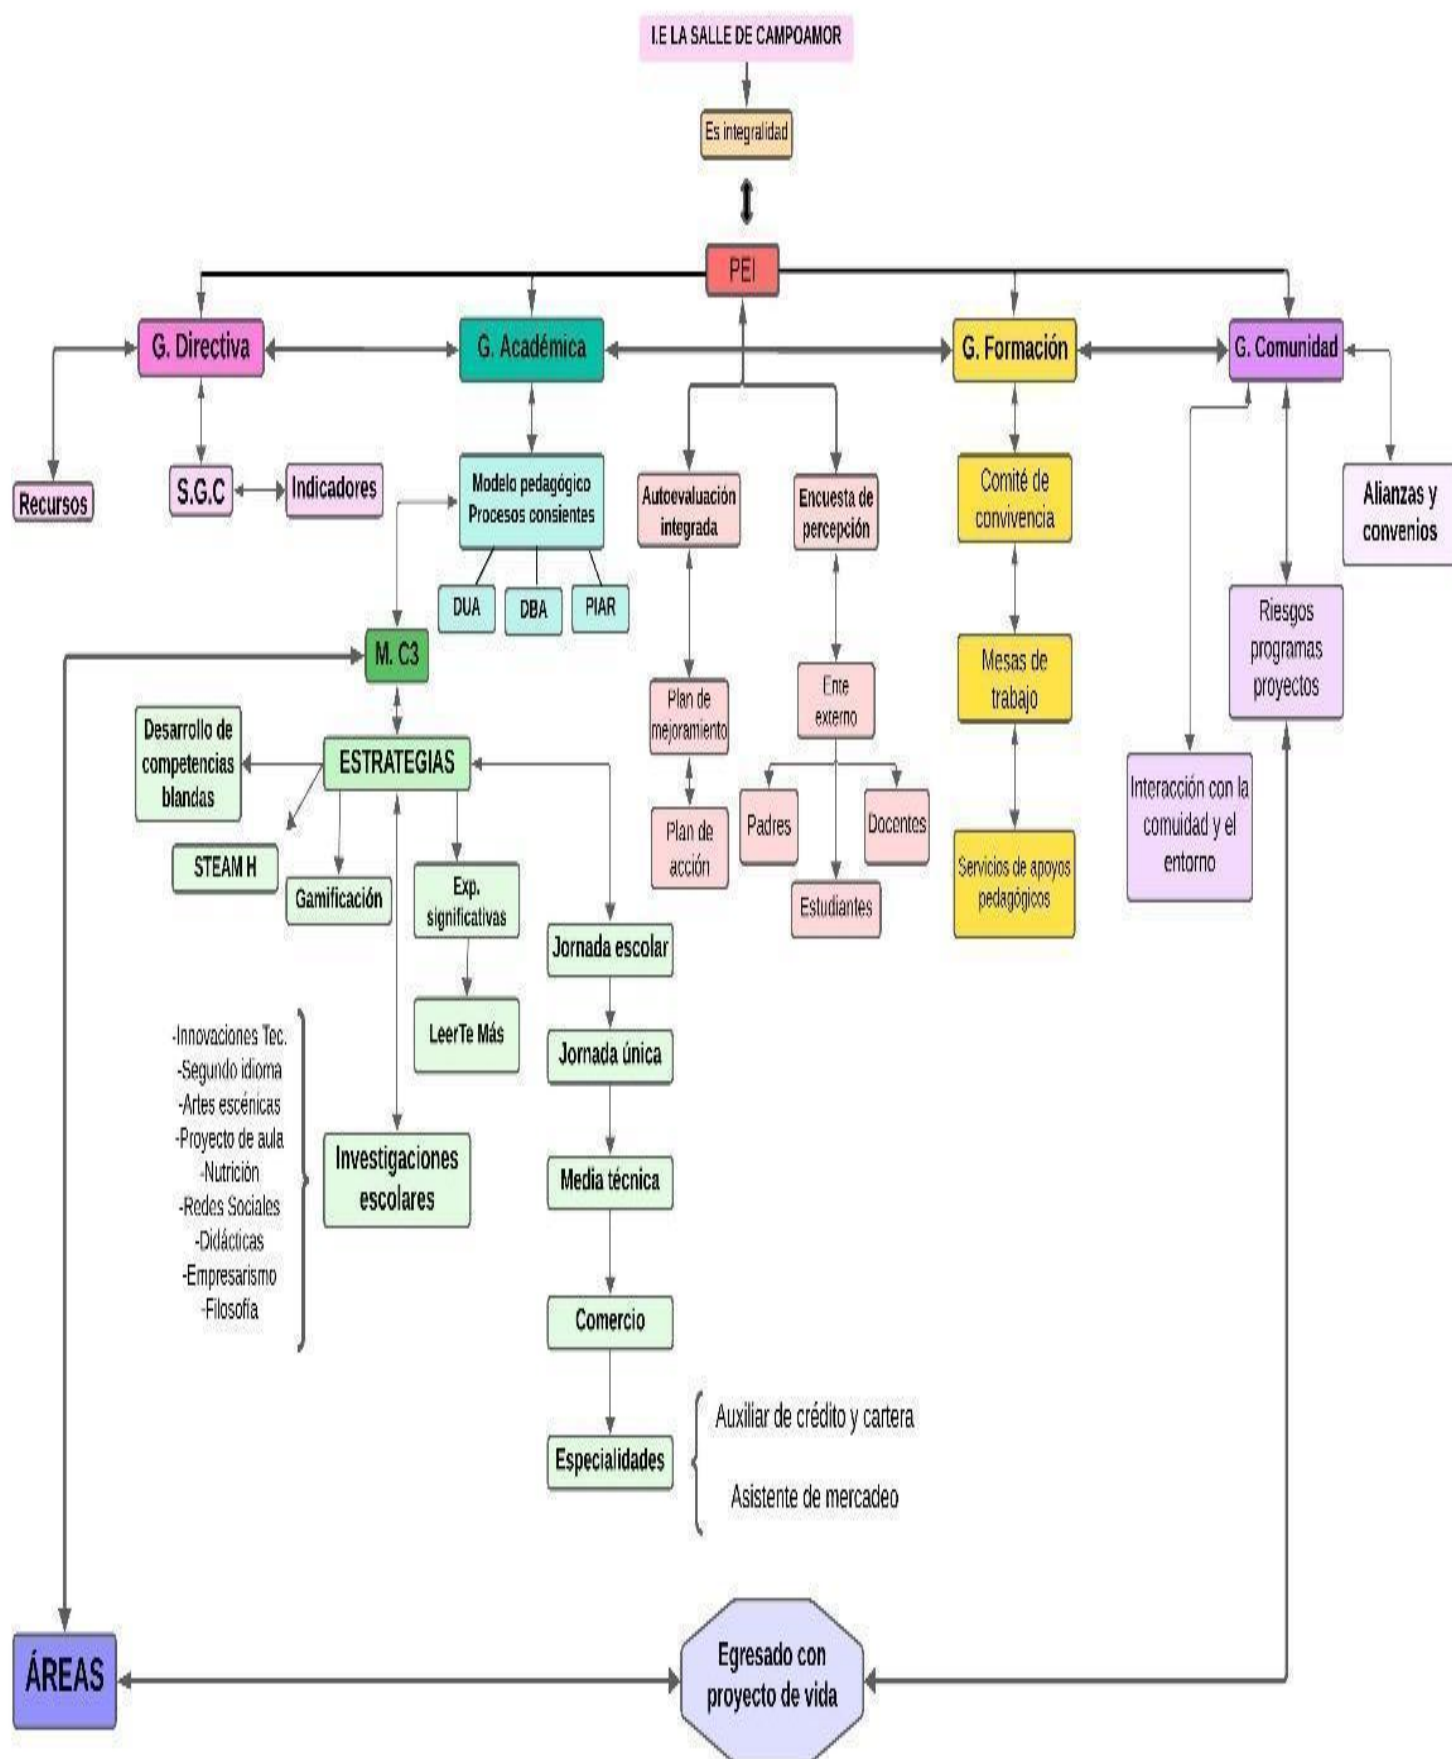 I.E LA SALLE DE CAMPOAMOR
Es integralidad
PEI
G. Directiva
G. Académica
G. Formación
G. Comunidad
Recursos
S.G.C
Indicadores
Modelo pedagógico
Procesos consientes
DUA
DBA
PIAR
Autoevaluación
integrada
Encuesta de
percepción
Comité de
convivencia
Alianzas y
convenios
M. C3
Plan de
mejoramiento
Ente
externo
Mesas de
trabajo
Riesgos
programas
proyectos
Desarrollo de
competencias
blandas
ESTRATEGIAS
STEAM H
Gamificación
Exp.
significativas
Plan de
acción
Padres
Docentes
Estudiantes
Servicios de apoyos
pedagógicos
Interacción con la
comuidad y el
entorno
Jornada escolar
LeerTe Más
Jornada única
-Innovaciones Tec.
-Segundo idioma
-Artes escénicas
-Proyecto de aula
-Nutrición
-Redes Sociales
-Didácticas
-Empresarismo
-Filosofía
Investigaciones
escolares
Media técnica
Comercio
Especialidades
Auxiliar de crédito y cartera
Asistente de mercadeo
ÁREAS
Egresado con
proyecto de vida